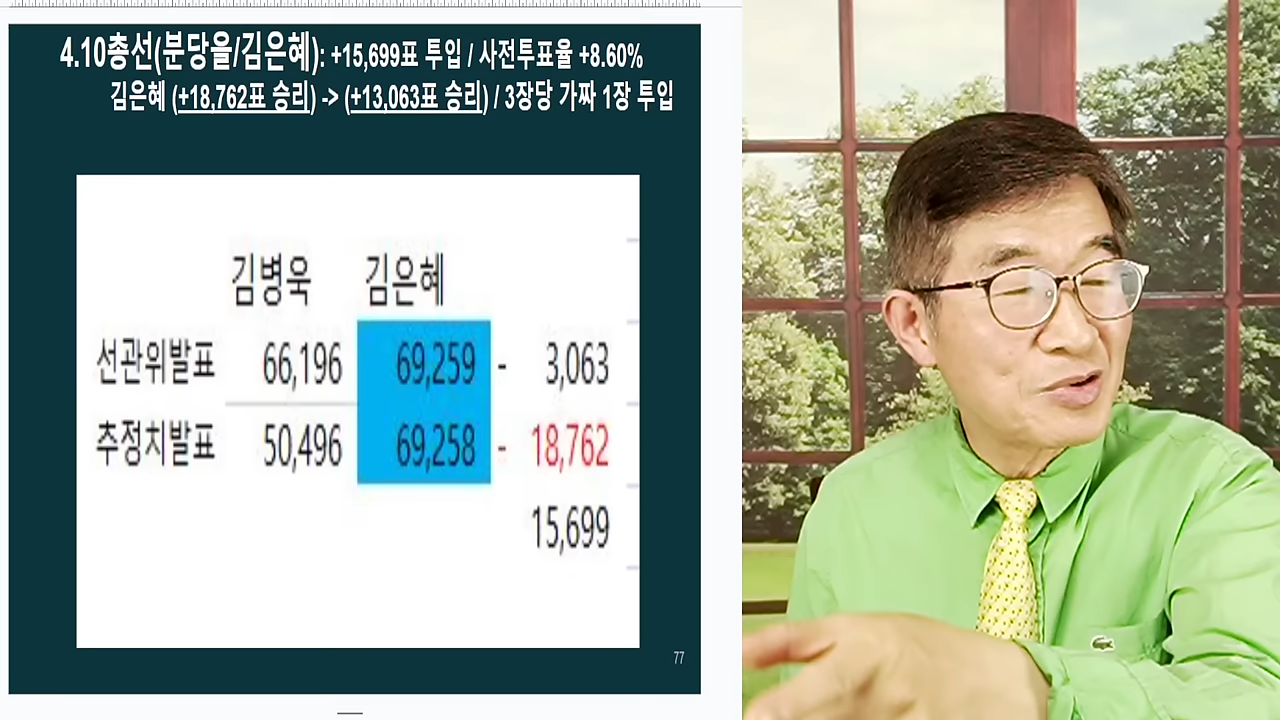 4.10총선(분당을/김은혜): +15,699표 투입 / 사전투표율 +8.60%
김은혜 (+18,762표 승리) -> (+13,063표 승리) / 3장당 가짜 1장 투입
김병욱 김은혜
선관위발표 66,196 69,259 - 3,063
추정치발표 50,496 69,258 - 18,762
15,699
77